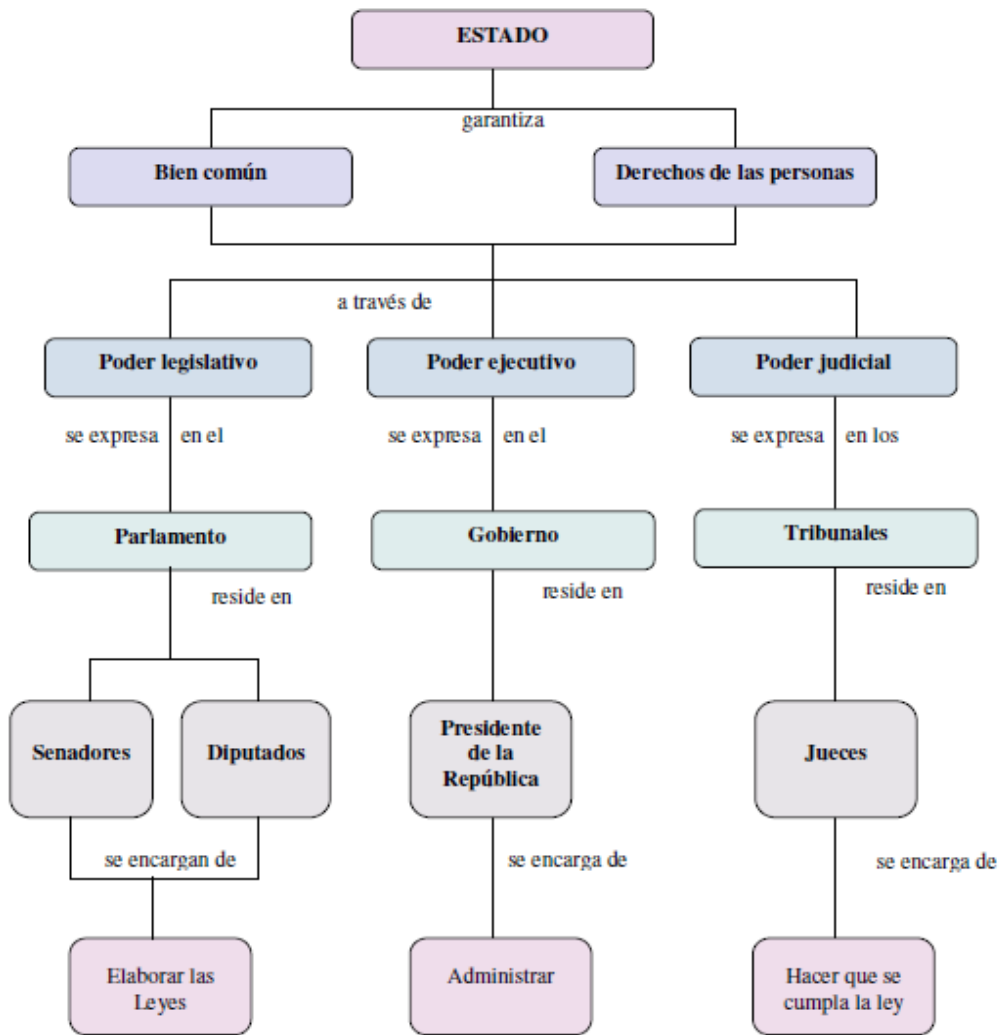 ESTADO
garantiza
Bien común
Derechos de las personas
a través de
Poder legislativo
Poder ejecutivo
Poder judicial
se expresa en el
se expresa en el
se expresa en los
Parlamento
Gobierno
Tribunales
reside en
reside en
reside en
Senadores
Diputados
Presidente
de la
República
Jueces
se encargan de
se encarga de
se encarga de
Elaborar las
Leyes
Administrar
Hacer que se
cumpla la ley